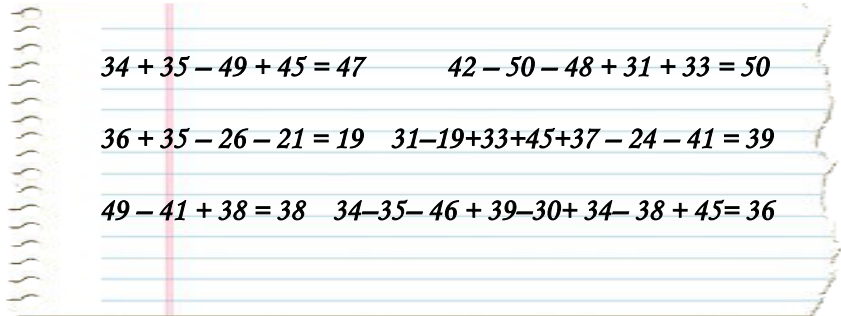 34 + 35 – 49 + 45 = 47 42 – 50 – 48 + 31 + 33 = 50
36 + 35 – 26 – 21 = 19 31–19+33+45+37 – 24 – 41 = 39
49 – 41 + 38 = 38 34–35– 46 + 39–30+ 34– 38 + 45= 36